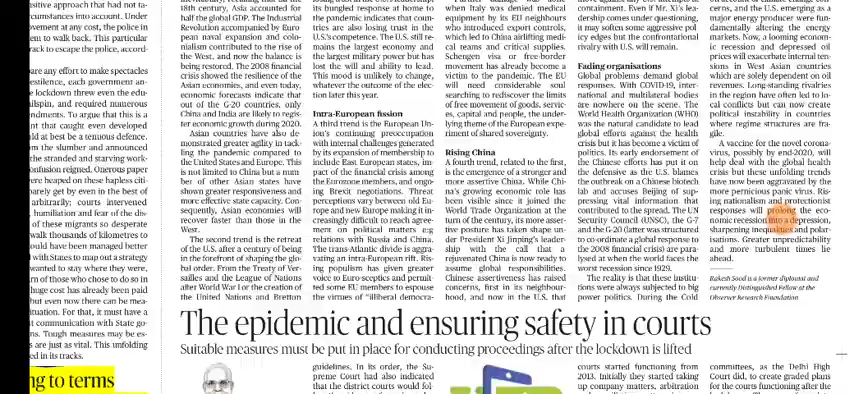 nsitive approach that had not ta-
circumstances into account. Under
ovement at any cost, the police in
em to walk back. This particular
rack to escape the police, accord-
pare any effort to make spectacles
estilence, each government an-
e lockdown threw even the edu-
ailspin, and required numerous
endments. To argue that this is a
nt that caught even developed
ld at best be a tenuous defence.
m the slumber and announced
the stranded and starving work-
onfusion reigned. Onerous paper
were heaped on these hapless citi-
barely get by even in the best of
arbitrarily; courts intervened
, humiliation and fear of the dis-
of these migrants so desperate
walk thousands of kilometres to
ould have been managed better
with States to map out a strategy
wanted to stay where they were,
rn of those who chose to do so in
huge cost has already been paid
but even now there can be mea-
ituation. For that, it must have a
t communication with State go-
ns. Tough measures may be es-
s are just as vital. This unfolding
ed in its tracks.
ng to terms
18th century, Asia accounted for
half the global GDP. The Industrial
Revolution accompanied by Euro-
pean naval expansion and colo-
nialism contributed to the rise of
the West, and now the balance is
being restored. The 2008 financial
crisis showed the resilience of the
Asian economies, and even today,
economic forecasts indicate that
out of the G-20 countries, only
China and India are likely to regis-
ter economic growth during 2020.
Asian countries have also de-
monstrated greater agility in tack-
ling the pandemic compared to
the United States and Europe. This
is not limited to China but a num-
ber of other Asian states have
shown greater responsiveness and
more effective state capacity. Con-
sequently, Asian economies will
recover faster than those in the
West.
The second trend is the retreat
of the U.S. after a century of being
in the forefront of shaping the glo-
bal order. From the Treaty of Ver-
sailles and the League of Nations
after World War I or the creation of
the United Nations and Bretton
its bungled response at home to
the pandemic indicates that coun-
tries are also losing trust in the
U.S.'s competence. The U.S. still re-
mains the largest economy and
the largest military power but has
lost the will and ability to lead.
This mood is unlikely to change,
whatever the outcome of the elec-
tion later this year.
Intra-European fission
A third trend is the European Un-
ion's continuing preoccupation
with internal challenges generated
by its expansion of membership to
include East European states, im-
pact of the financial crisis among
the Eurozone members, and ongo-
ing Brexit negotiations. Threat
perceptions vary between old Eu-
rope and new Europe making it in-
creasingly difficult to reach agree-
ment on political matters e.g
relations with Russia and China.
The trans-Atlantic divide is aggra-
vating an intra-European rift. Ris-
ing populism has given greater
voice to Euro-sceptics and permit-
ted some EU members to espouse
the virtues of "illiberal democra-
when Italy was denied medical
equipment by its EU neighbours
who introduced export controls,
which led to China airlifting medi-
cal teams and critical supplies.
Schengen visa or free-border
movement has already become a
victim to the pandemic. The EU
will need considerable soul
searching to rediscover the limits
of free movement of goods, servic-
es, capital and people, the under-
lying theme of the European expe-
riment of shared sovereignty.
Rising China
A fourth trend, related to the first,
is the emergence of a stronger and
more assertive China. While Chi-
na's growing economic role has
been visible since it joined the
World Trade Organization at the
turn of the century, its more asser-
tive posture has taken shape un-
der President Xi Jinping's leader-
ship with the call that a
rejuvenated China is now ready to
assume global responsibilities.
Chinese assertiveness has raised
concerns, first in its neighbour-
hood, and now in the U.S. that
containment. Even if Mr. Xi's lea-
dership comes under questioning,
it may soften some aggressive pol-
icy edges but the confrontational
rivalry with U.S. will remain.
Fading organisations
Global problems demand global
responses. With COVID-19, inter-
national and multilateral bodies
are nowhere on the scene. The
World Health Organization (WHO)
was the natural candidate to lead
global efforts against the health
crisis but it has become a victim of
politics. Its early endorsement of
the Chinese efforts has put it on
the defensive as the U.S. blames
the outbreak on a Chinese biotech
lab and accuses Beijing of sup-
pressing vital information that
contributed to the spread. The UN
Security Council (UNSC), the G-7
and the G-20 (latter was structured
to co-ordinate a global response to
the 2008 financial crisis) are para-
lysed at when the world faces the
worst recession since 1929.
The reality is that these institu-
tions were always subjected to big
power politics. During the Cold
erns, and the U.S. emerging as a
major energy producer were fun-
damentally altering the energy
markets. Now, a looming econom-
ic recession and depressed oil
prices will exacerbate internal ten-
sions in West Asian countries
which are solely dependent on oil
revenues. Long-standing rivalries
in the region have often led to lo-
cal conflicts but can now create
political instability in countries
where regime structures are fra-
gile.
A vaccine for the novel corona-
virus, possibly by end-2020, will
help deal with the global health
crisis but these unfolding trends
have now been aggravated by the
more pernicious panic virus. Ris-
ing nationalism and protectionist
responses will prolong the eco-
nomic recession into a depression,
sharpening inequalities and polar-
isations. Greater unpredictability
and more turbulent times lie
ahead.
Rakesh Sood is a former diplomat and
currently Distinguished Fellow at the
Observer Research Foundation
The epidemic and ensuring safety in courts
Suitable measures must be put in place for conducting proceedings after the lockdown is lifted
guidelines. In its order, the Su-
preme Court had also indicated
that the district courts would fol-
courts started functioning from
2013. Initially they started taking
up company matters, arbitration
committees, as the Delhi High
Court did, to create graded plans
for the courts functioning after the